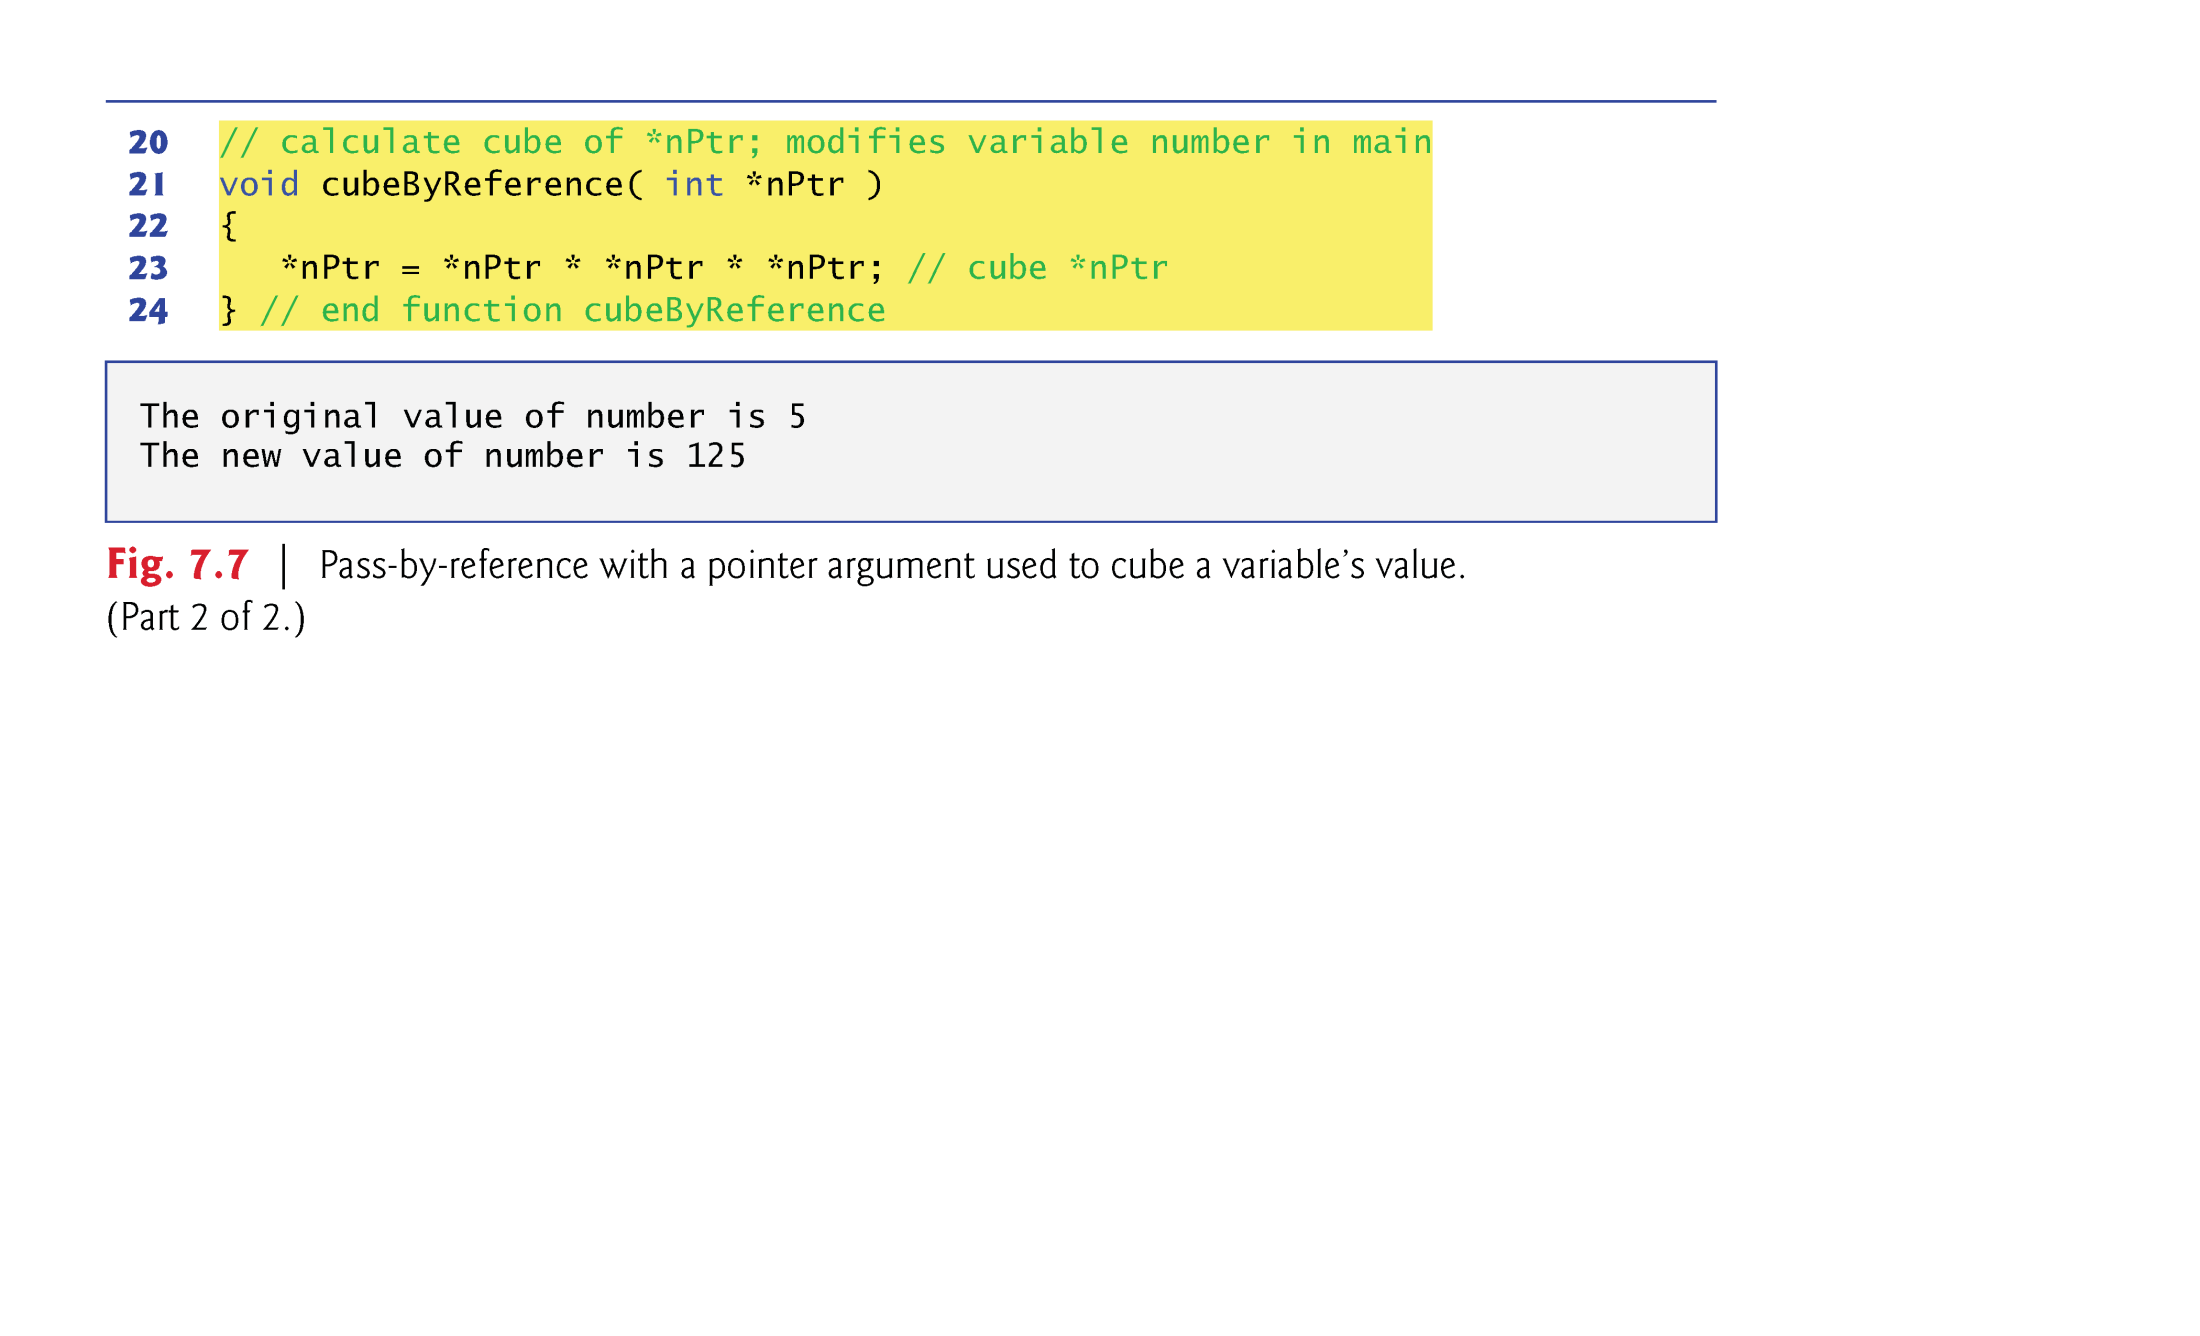 20 // calculate cube of *nPtr; modifies variable number in main
21 void cubeByReference( int *nPtr )
22 {
23    *nPtr = *nPtr * *nPtr * *nPtr; // cube *nPtr
24 } // end function cubeByReference
The original value of number is 5
The new value of number is 125
Fig. 7.7 | Pass-by-reference with a pointer argument used to cube a variable’s value.
(Part 2 of 2.)